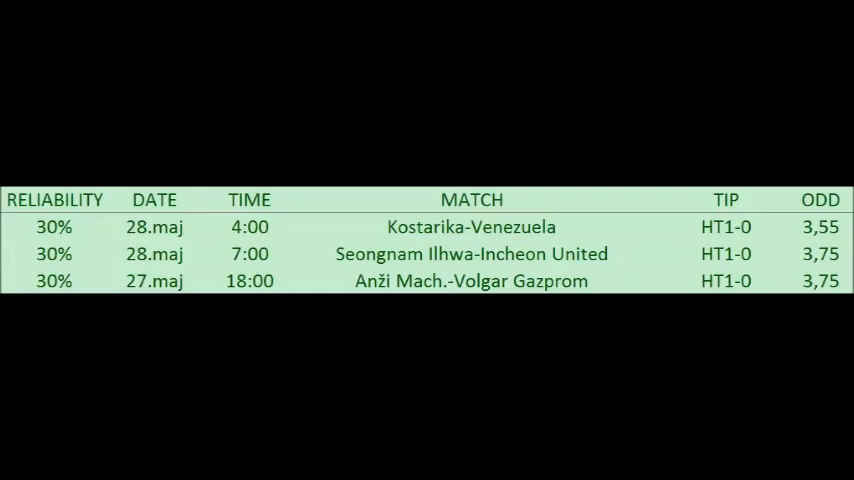 RELIABILITY DATE TIME MATCH TIP ODD
30% 28.maj 4:00 Kostarika-Venezuela HT1-0 3,55
30% 28.maj 7:00 Seongnam Ilhwa-Incheon United HT1-0 3,75
30% 27.maj 18:00 Anži Mach.-Volgar Gazprom HT1-0 3,75